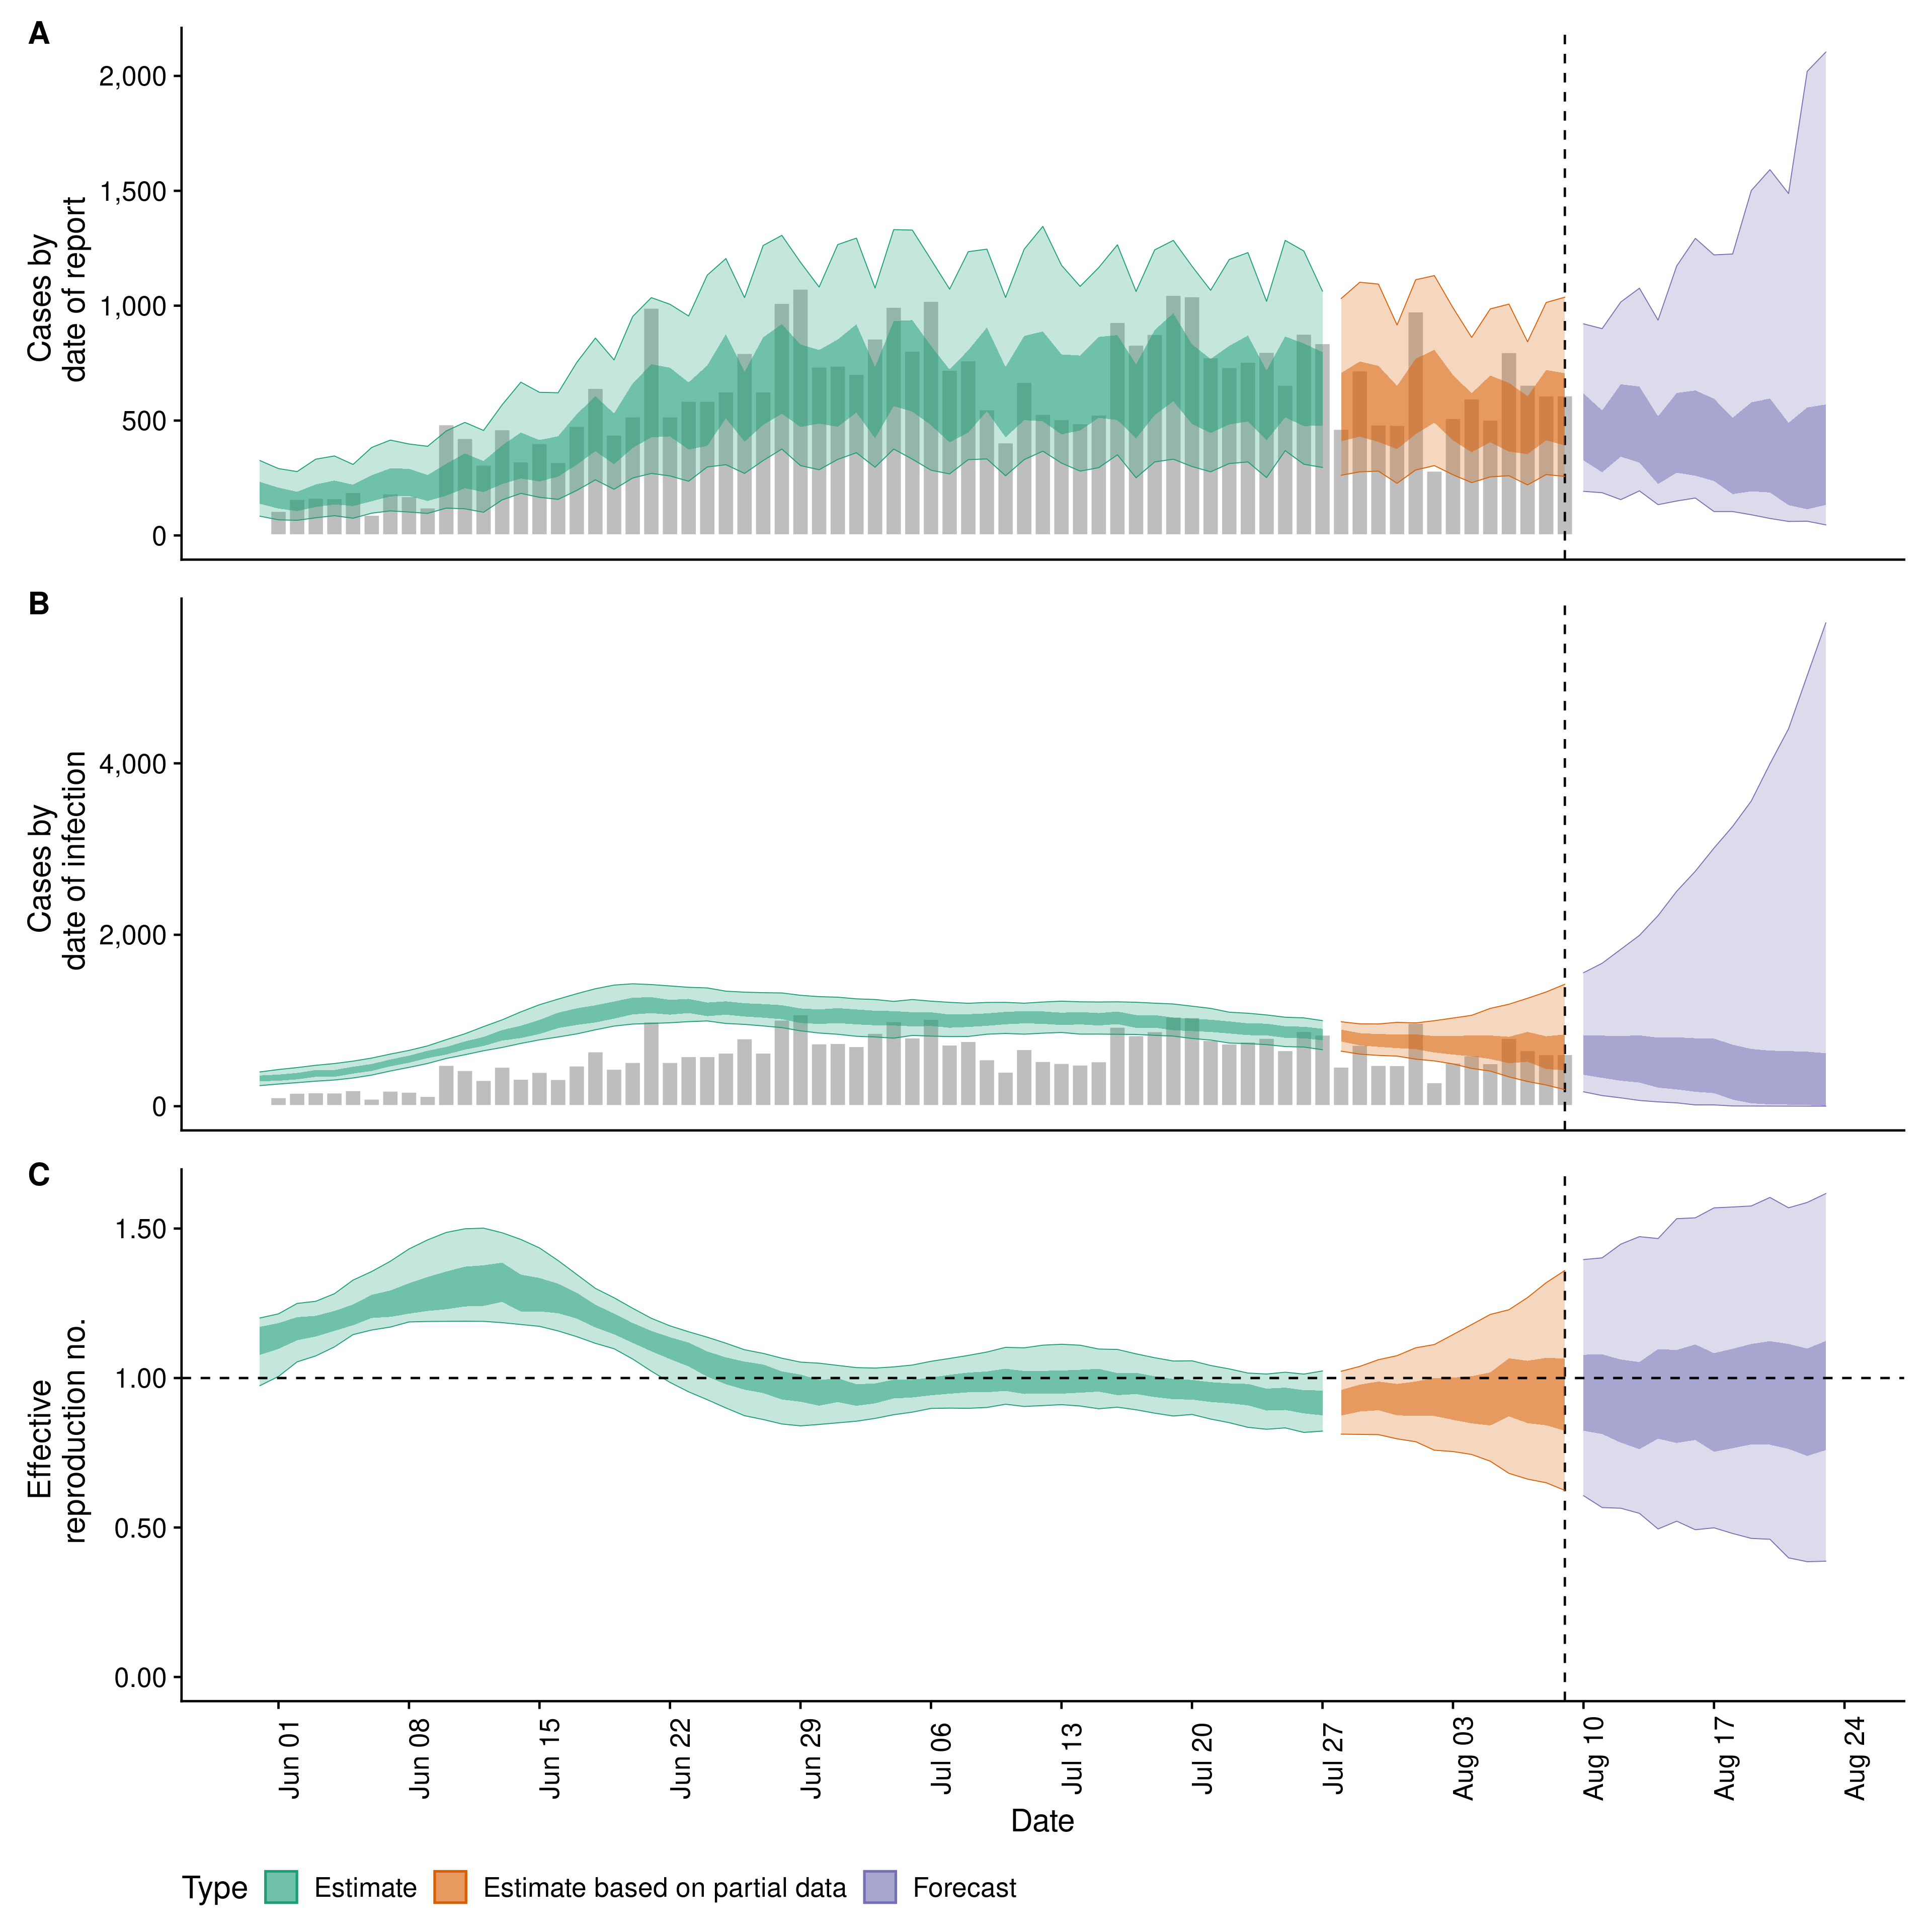 A
Cases by
date of report
2,000
1,500
1,000
500
0
B
Cases by
date of infection
4,000
2,000
0
C
Effective
reproduction no.
1.50
1.00
0.50
0.00
Jun 01
Jun 08
Jun 15
Jun 22
Jun 29
Jul 06
Jul 13
Jul 20
Jul 27
Aug 03
Aug 10
Aug 17
Aug 24
Date
Type Estimate Estimate based on partial data Forecast